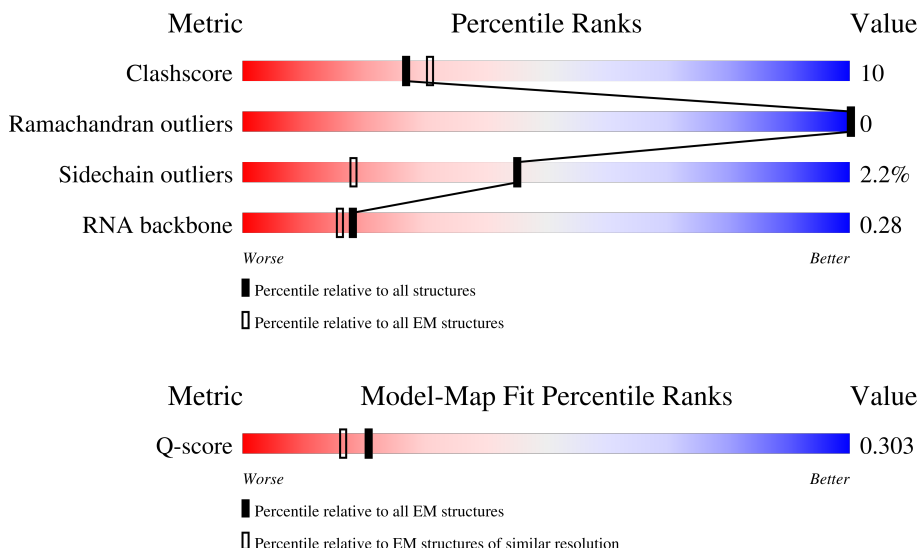 Metric Percentile Ranks Value
Clashscore 10
Ramachandran outliers 0
Sidechain outliers 2.2%
RNA backbone 0.28
Worse Better
Percentile relative to all structures
Percentile relative to all EM structures
Metric Model-Map Fit Percentile Ranks Value
Q-score 0.303
Worse Better
Percentile relative to all EM structures
Percentile relative to EM structures of similar resolution